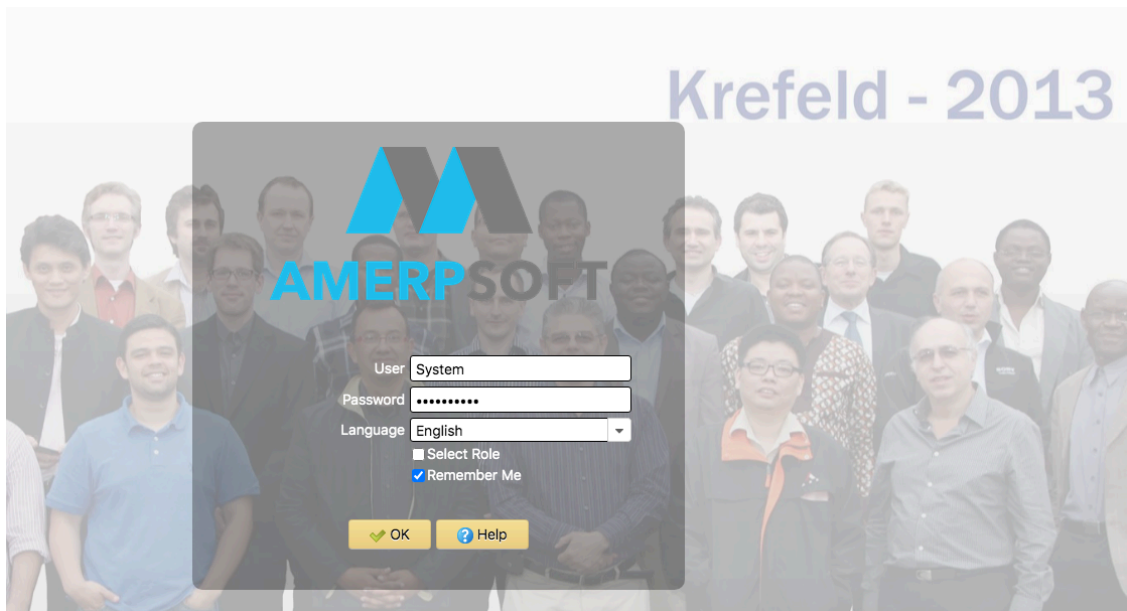 Krefeld - 2013
AMERPSOFT
User System
Password ••••••••••
Language English
Select Role
Remember Me
OK Help